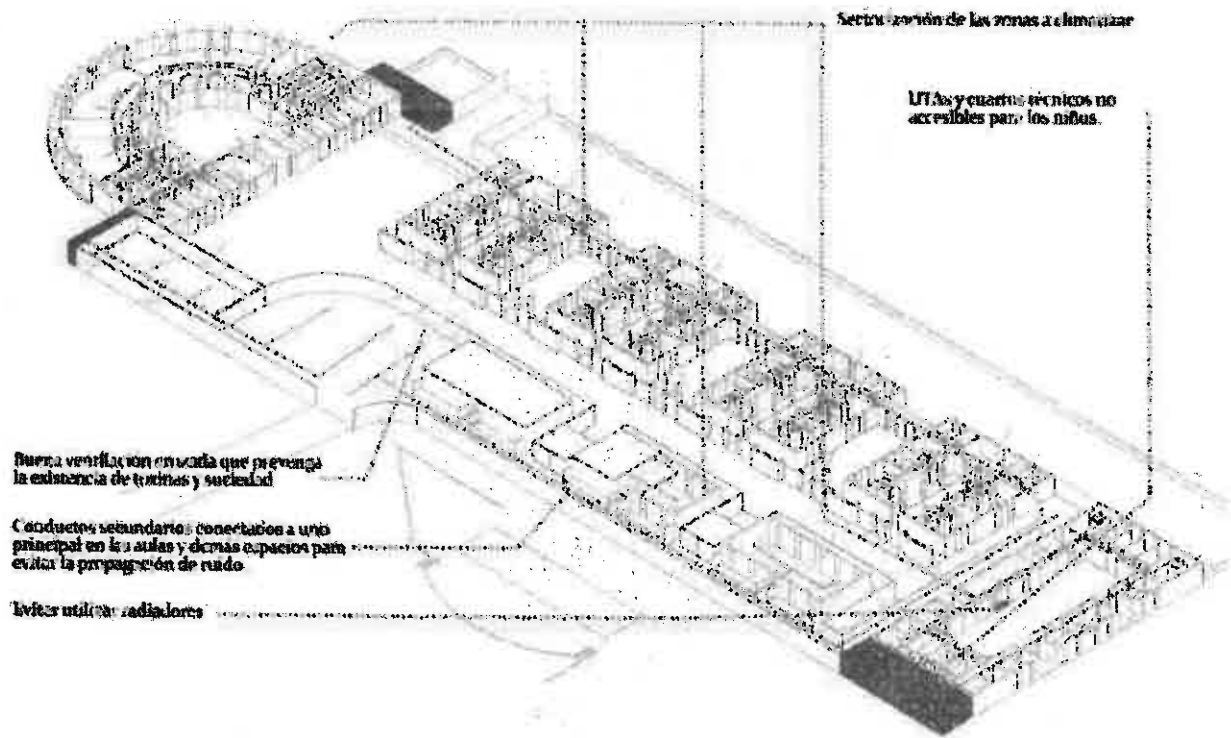 Sectorización de las zonas a climatizar
UTAs y cuartos técnicos no
accesibles para los niños.
Buena ventilación cruzada que prevenga
la existencia de toxinas y suciedad
Conductos secundarios conectados a uno
principal en las aulas y demas espacios para
evitar la propagación de ruido
Evitar utilizar radiadores